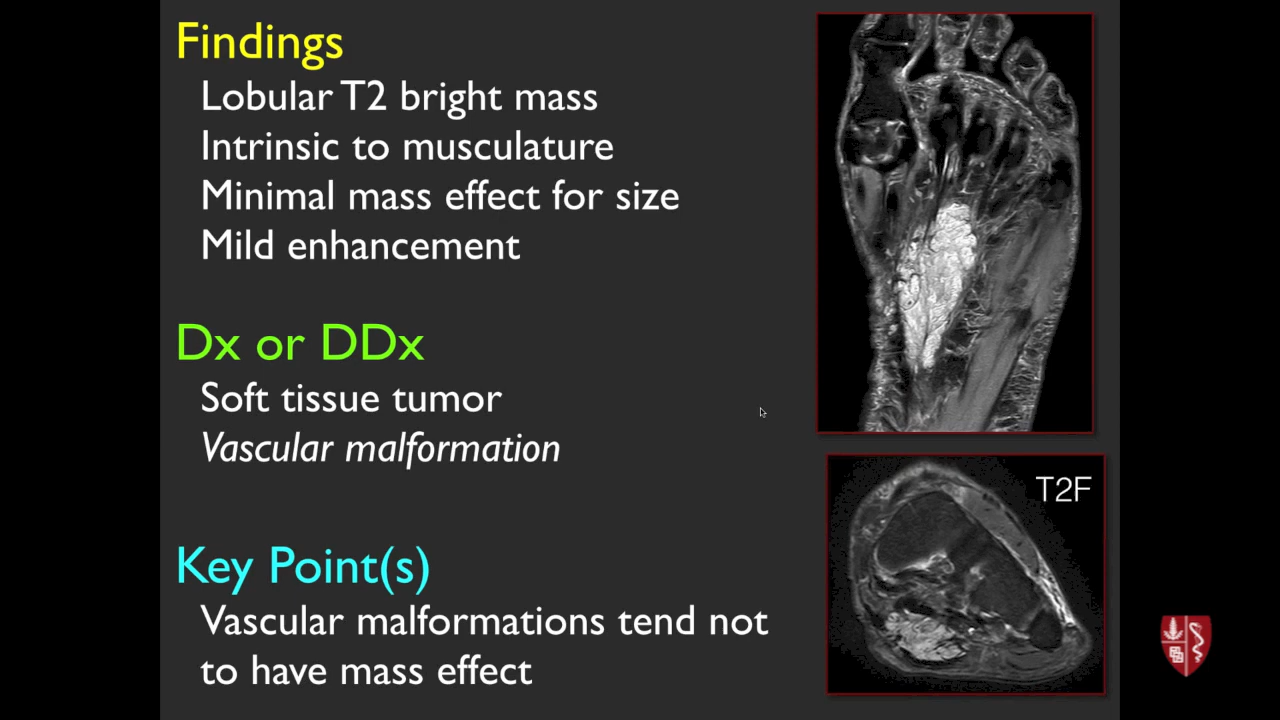 Findings
Lobular T2 bright mass
Intrinsic to musculature
Minimal mass effect for size
Mild enhancement
Dx or DDx
Soft tissue tumor
Vascular malformation
Key Point(s)
Vascular malformations tend not
to have mass effect
T2F